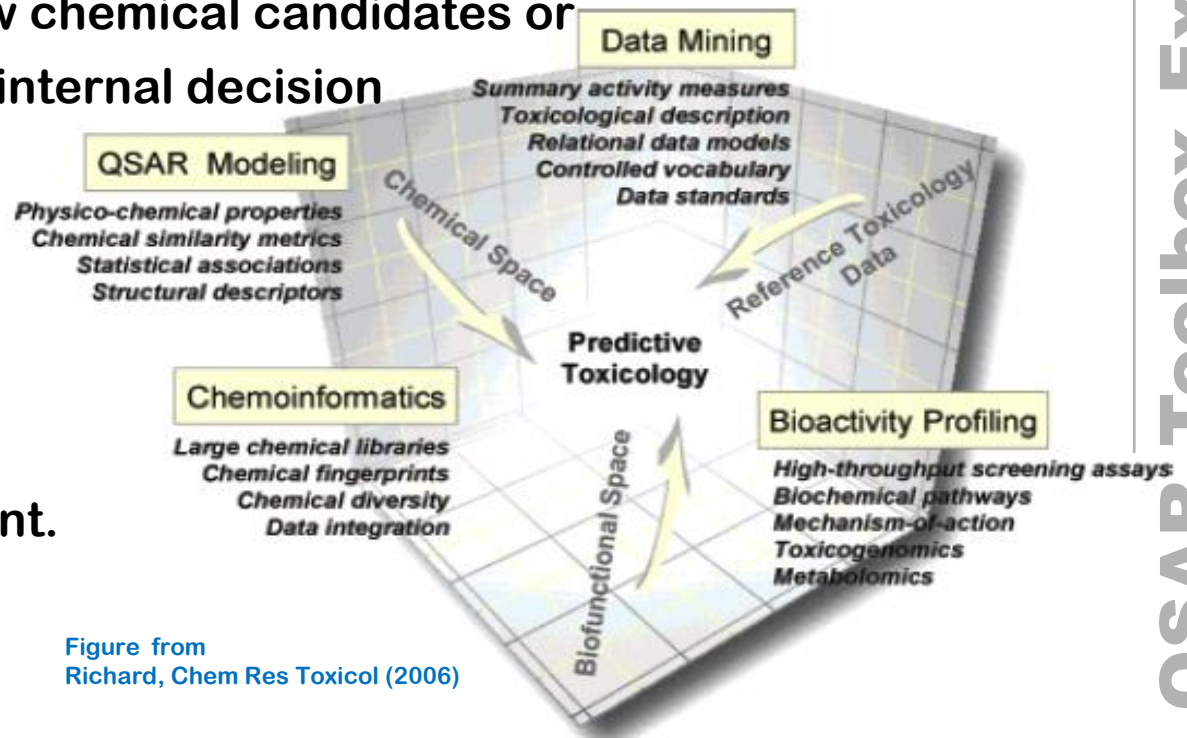 w chemical candidates or
internal decision
nt.
Data Mining
Summary activity measures
Toxicological description
Relational data models
Controlled vocabulary
Data standards
QSAR Modeling
Physico-chemical properties
Chemical similarity metrics
Statistical associations
Structural descriptors
Chemical Space
Reference Toxicology
Data
Predictive
Toxicology
Chemoinformatics
Large chemical libraries
Chemical fingerprints
Chemical diversity
Data integration
Bioactivity Profiling
High-throughput screening assays
Biochemical pathways
Mechanism-of-action
Toxicogenomics
Metabolomics
Biofunctional Space
Figure from
Richard, Chem Res Toxicol (2006)
QSAR Toolbox Ex